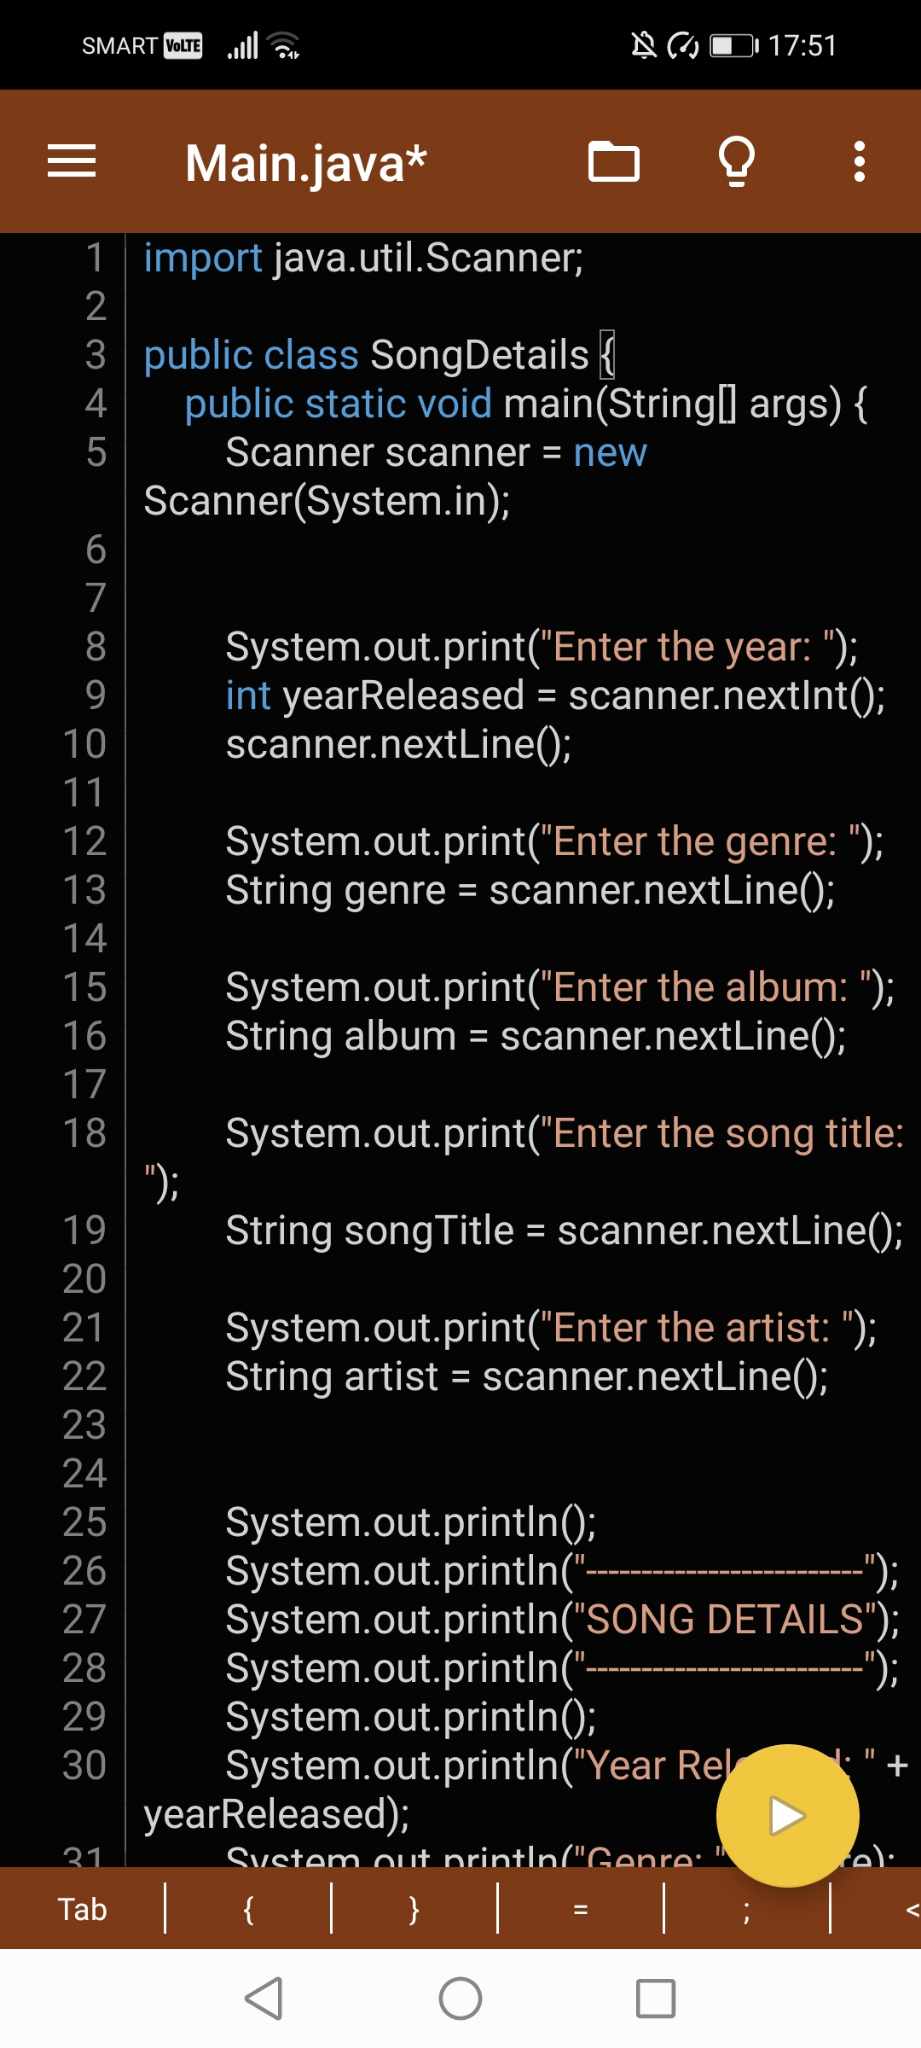 SMART VoLTE 17:51
Main.java*
1 import java.util.Scanner;
2
3 public class SongDetails {
4 public static void main(String[] args) {
5 Scanner scanner = new
Scanner(System.in);
6
7
8 System.out.print("Enter the year: ");
9 int yearReleased = scanner.nextInt();
10 scanner.nextLine();
11
12 System.out.print("Enter the genre: ");
13 String genre = scanner.nextLine();
14
15 System.out.print("Enter the album: ");
16 String album = scanner.nextLine();
17
18 System.out.print("Enter the song title:
");
19 String songTitle = scanner.nextLine();
20
21 System.out.print("Enter the artist: ");
22 String artist = scanner.nextLine();
23
24
25 System.out.println();
26 System.out.println("-------------------------");
27 System.out.println("SONG DETAILS");
28 System.out.println("-------------------------");
29 System.out.println();
30 System.out.println("Year : " +
yearReleased);
31 System.out.println("Genre: "
Tab { } = ; <